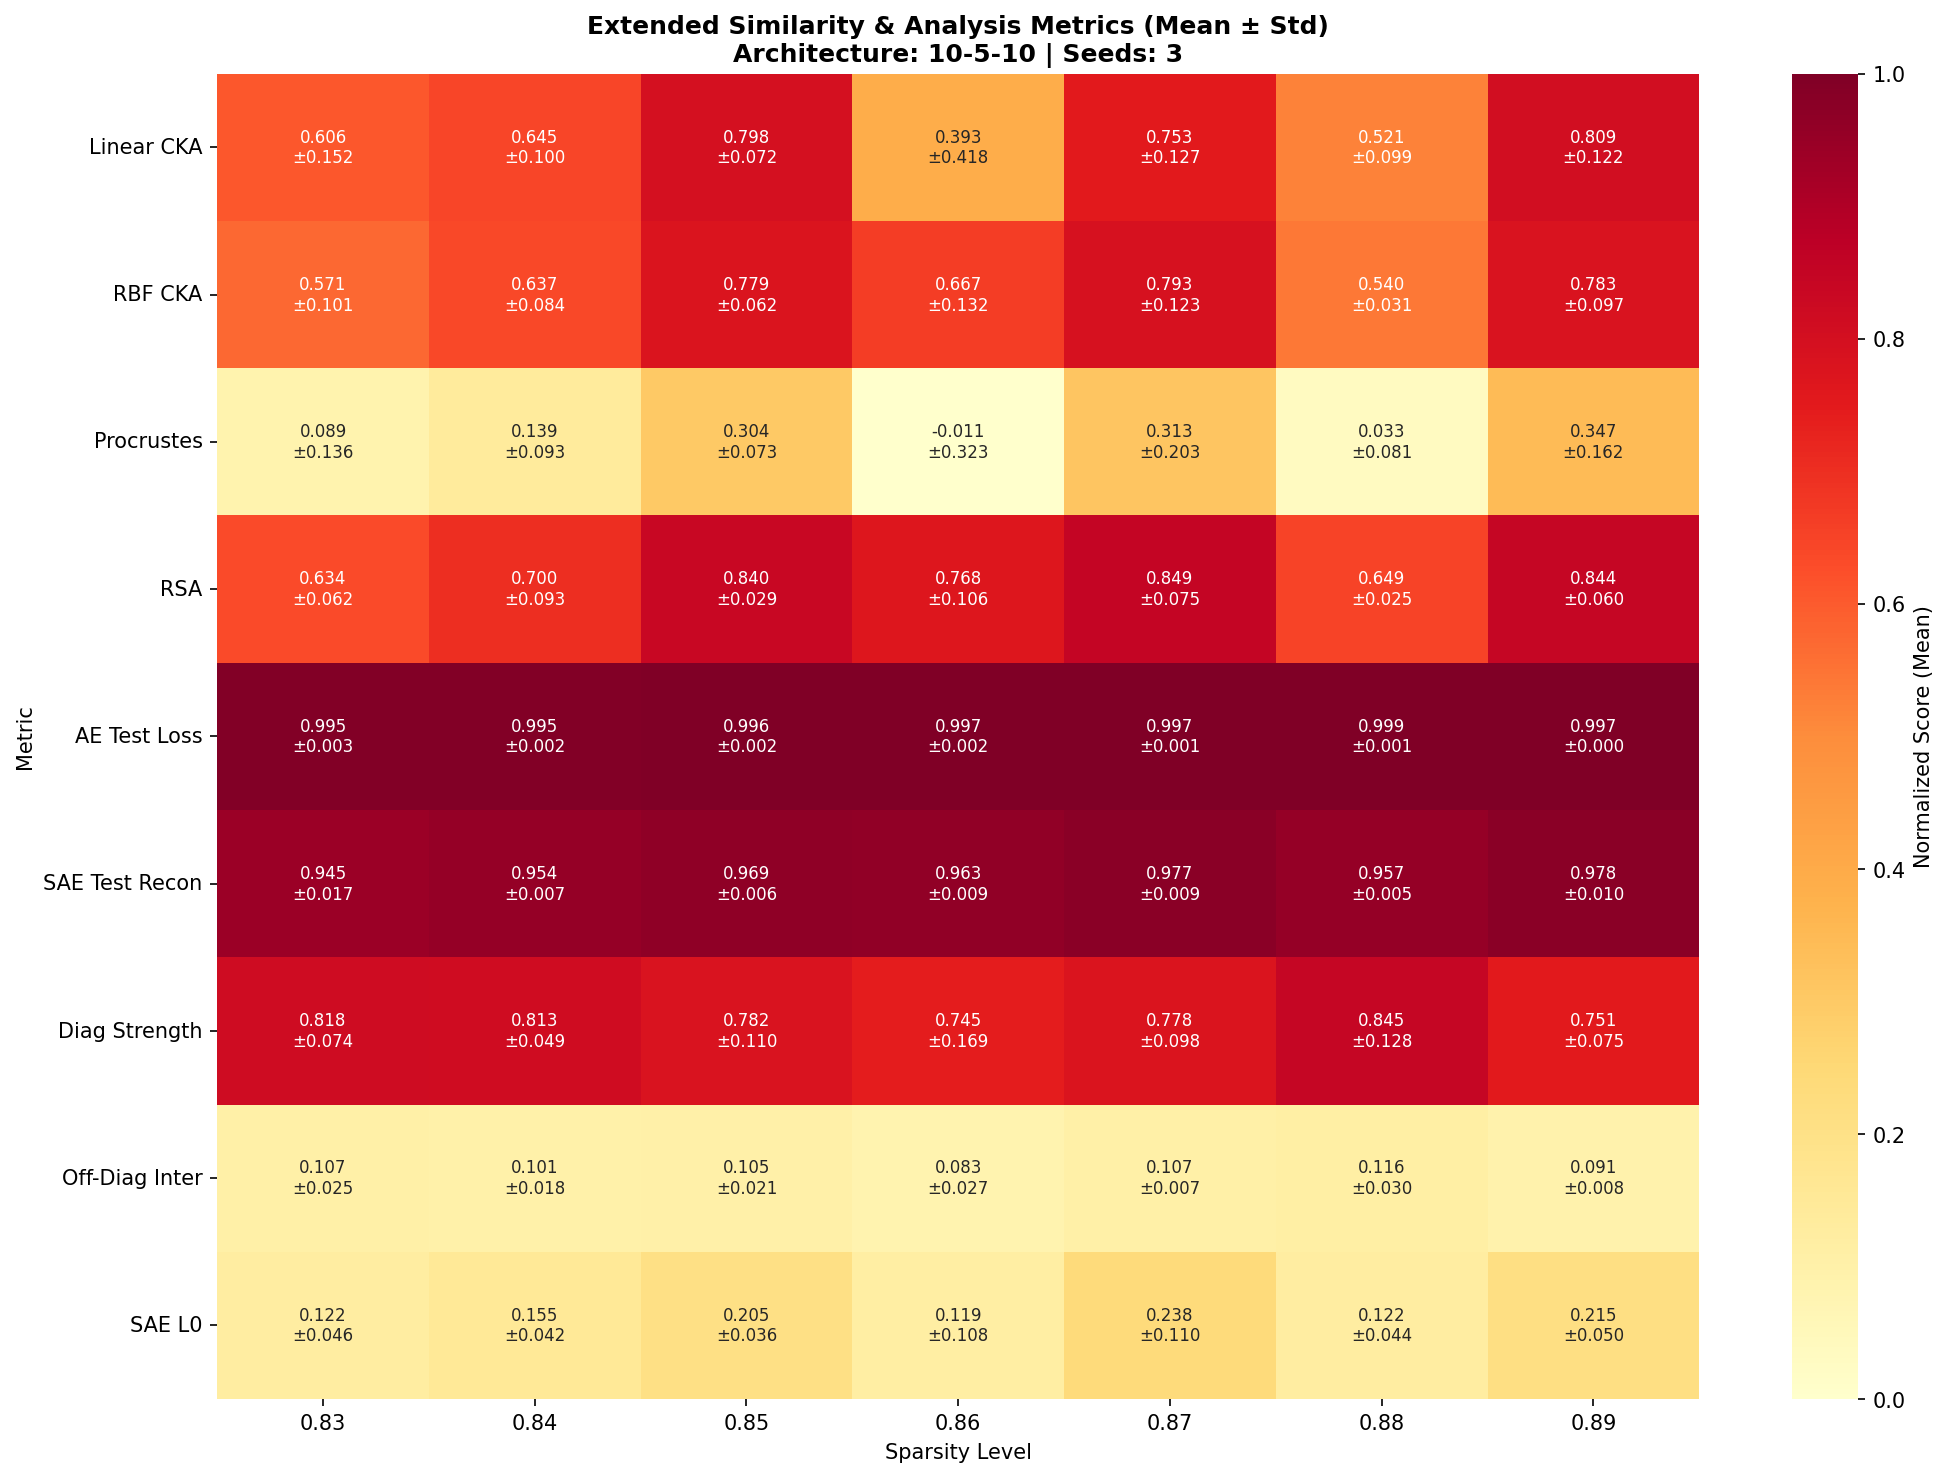 Extended Similarity & Analysis Metrics (Mean ± Std)
Architecture: 10-5-10 | Seeds: 3
Metric
Linear CKA
0.606 0.645 0.798 0.393 0.753 0.521 0.809
±0.152 ±0.100 ±0.072 ±0.418 ±0.127 ±0.099 ±0.122
RBF CKA
0.571 0.637 0.779 0.667 0.793 0.540 0.783
±0.101 ±0.084 ±0.062 ±0.132 ±0.123 ±0.031 ±0.097
Procrustes
0.089 0.139 0.304 -0.011 0.313 0.033 0.347
±0.136 ±0.093 ±0.073 ±0.323 ±0.203 ±0.081 ±0.162
RSA
0.634 0.700 0.840 0.768 0.849 0.649 0.844
±0.062 ±0.093 ±0.029 ±0.106 ±0.075 ±0.025 ±0.060
AE Test Loss
0.995 0.995 0.996 0.997 0.997 0.999 0.997
±0.003 ±0.002 ±0.002 ±0.002 ±0.001 ±0.001 ±0.000
SAE Test Recon
0.945 0.954 0.969 0.963 0.977 0.957 0.978
±0.017 ±0.007 ±0.006 ±0.009 ±0.009 ±0.005 ±0.010
Diag Strength
0.818 0.813 0.782 0.745 0.778 0.845 0.751
±0.074 ±0.049 ±0.110 ±0.169 ±0.098 ±0.128 ±0.075
Off-Diag Inter
0.107 0.101 0.105 0.083 0.107 0.116 0.091
±0.025 ±0.018 ±0.021 ±0.027 ±0.007 ±0.030 ±0.008
SAE L0
0.122 0.155 0.205 0.119 0.238 0.122 0.215
±0.046 ±0.042 ±0.036 ±0.108 ±0.110 ±0.044 ±0.050
0.83 0.84 0.85 0.86 0.87 0.88 0.89
Sparsity Level
1.0
0.8
0.6
0.4
0.2
0.0
Normalized Score (Mean)